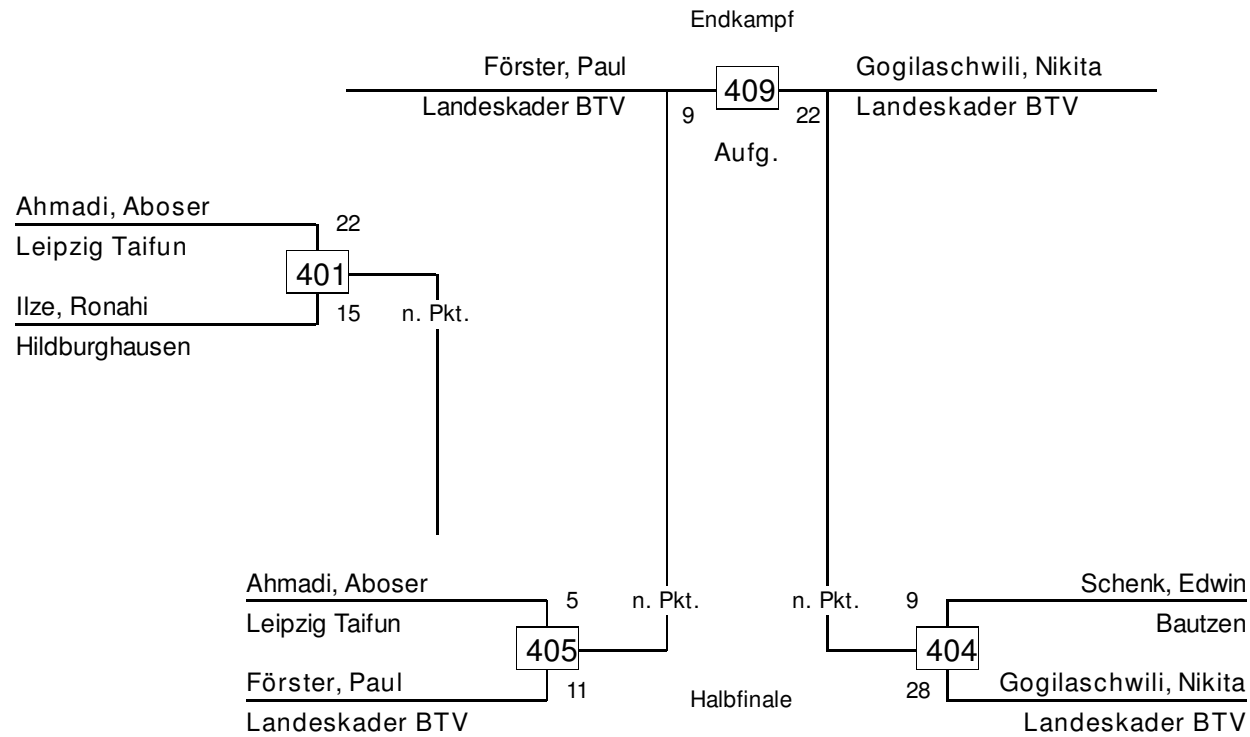 Endkampf
Förster, Paul
Landeskader BTV
9
409
22
Aufg.
Gogilaschwili, Nikita
Landeskader BTV
Ahmadi, Aboser
Leipzig Taifun
22
401
Ilze, Ronahi
Hildburghausen
15
n. Pkt.
Ahmadi, Aboser
Leipzig Taifun
5
405
n. Pkt.
Förster, Paul
Landeskader BTV
11
Halbfinale
n. Pkt.
9
404
28
Schenk, Edwin
Bautzen
Gogilaschwili, Nikita
Landeskader BTV